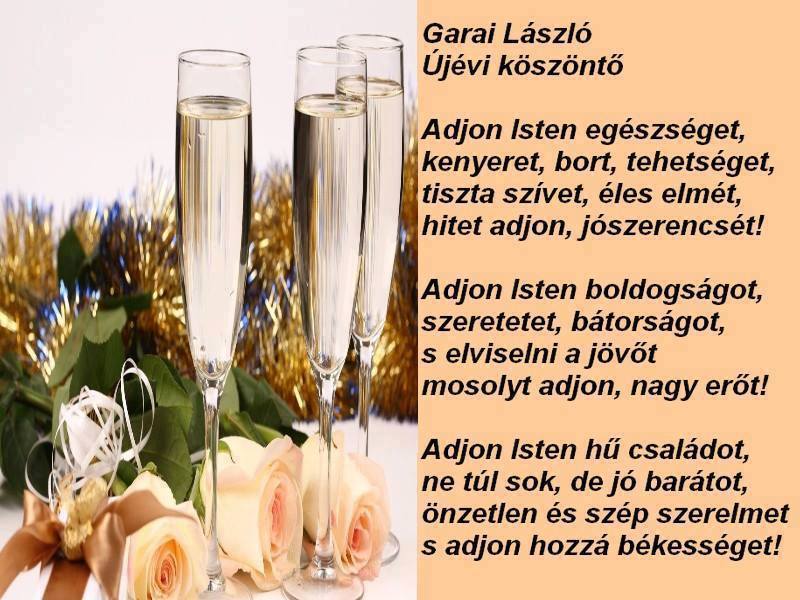 Garai László
Újévi köszöntő
Adjon Isten egészséget,
kenyeret, bort, tehetséget,
tiszta szívet, éles elmét,
hitet adjon, jószerencsét!
Adjon Isten boldogságot,
szeretetet, bátorságot,
s elviselni a jövőt
mosolyt adjon, nagy erőt!
Adjon Isten hű családot,
ne túl sok, de jó barátot,
önzetlen és szép szerelmet
s adjon hozzá békességet!